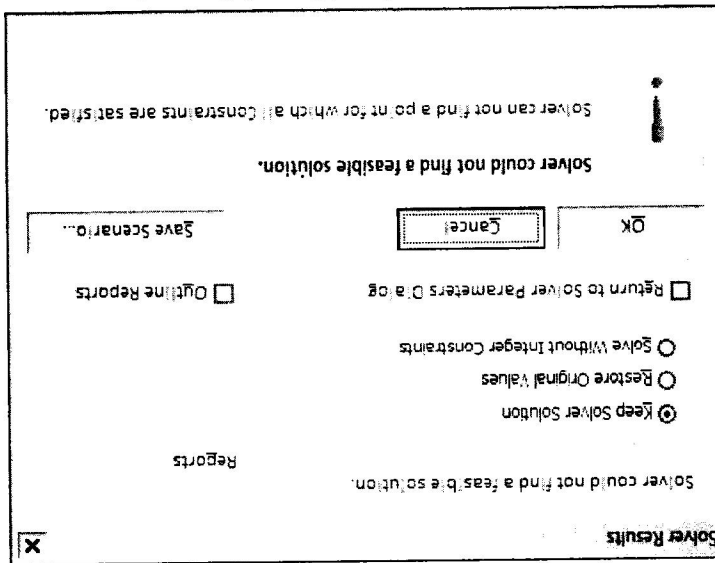 Solver Results
Solver could not find a feasible solution.
Reports
Keep Solver Solution
Restore Original Values
Solve Without Integer Constraints
Return to Solver Parameters Dialog
Outline Reports
OK
Cancel
Save Scenario...
Solver could not find a feasible solution.
Solver can not find a point for which all Constraints are satisfied.